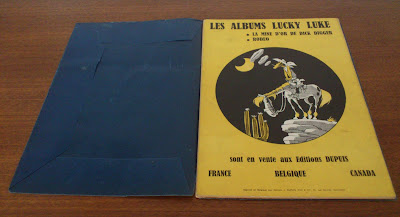 LES ALBUMS LUCKY LUKE
• LA MINE D'OR DE DICK DIGGER
• RODEO
sont en vente aux Editions DUPUIS
FRANCE BELGIQUE CANADA